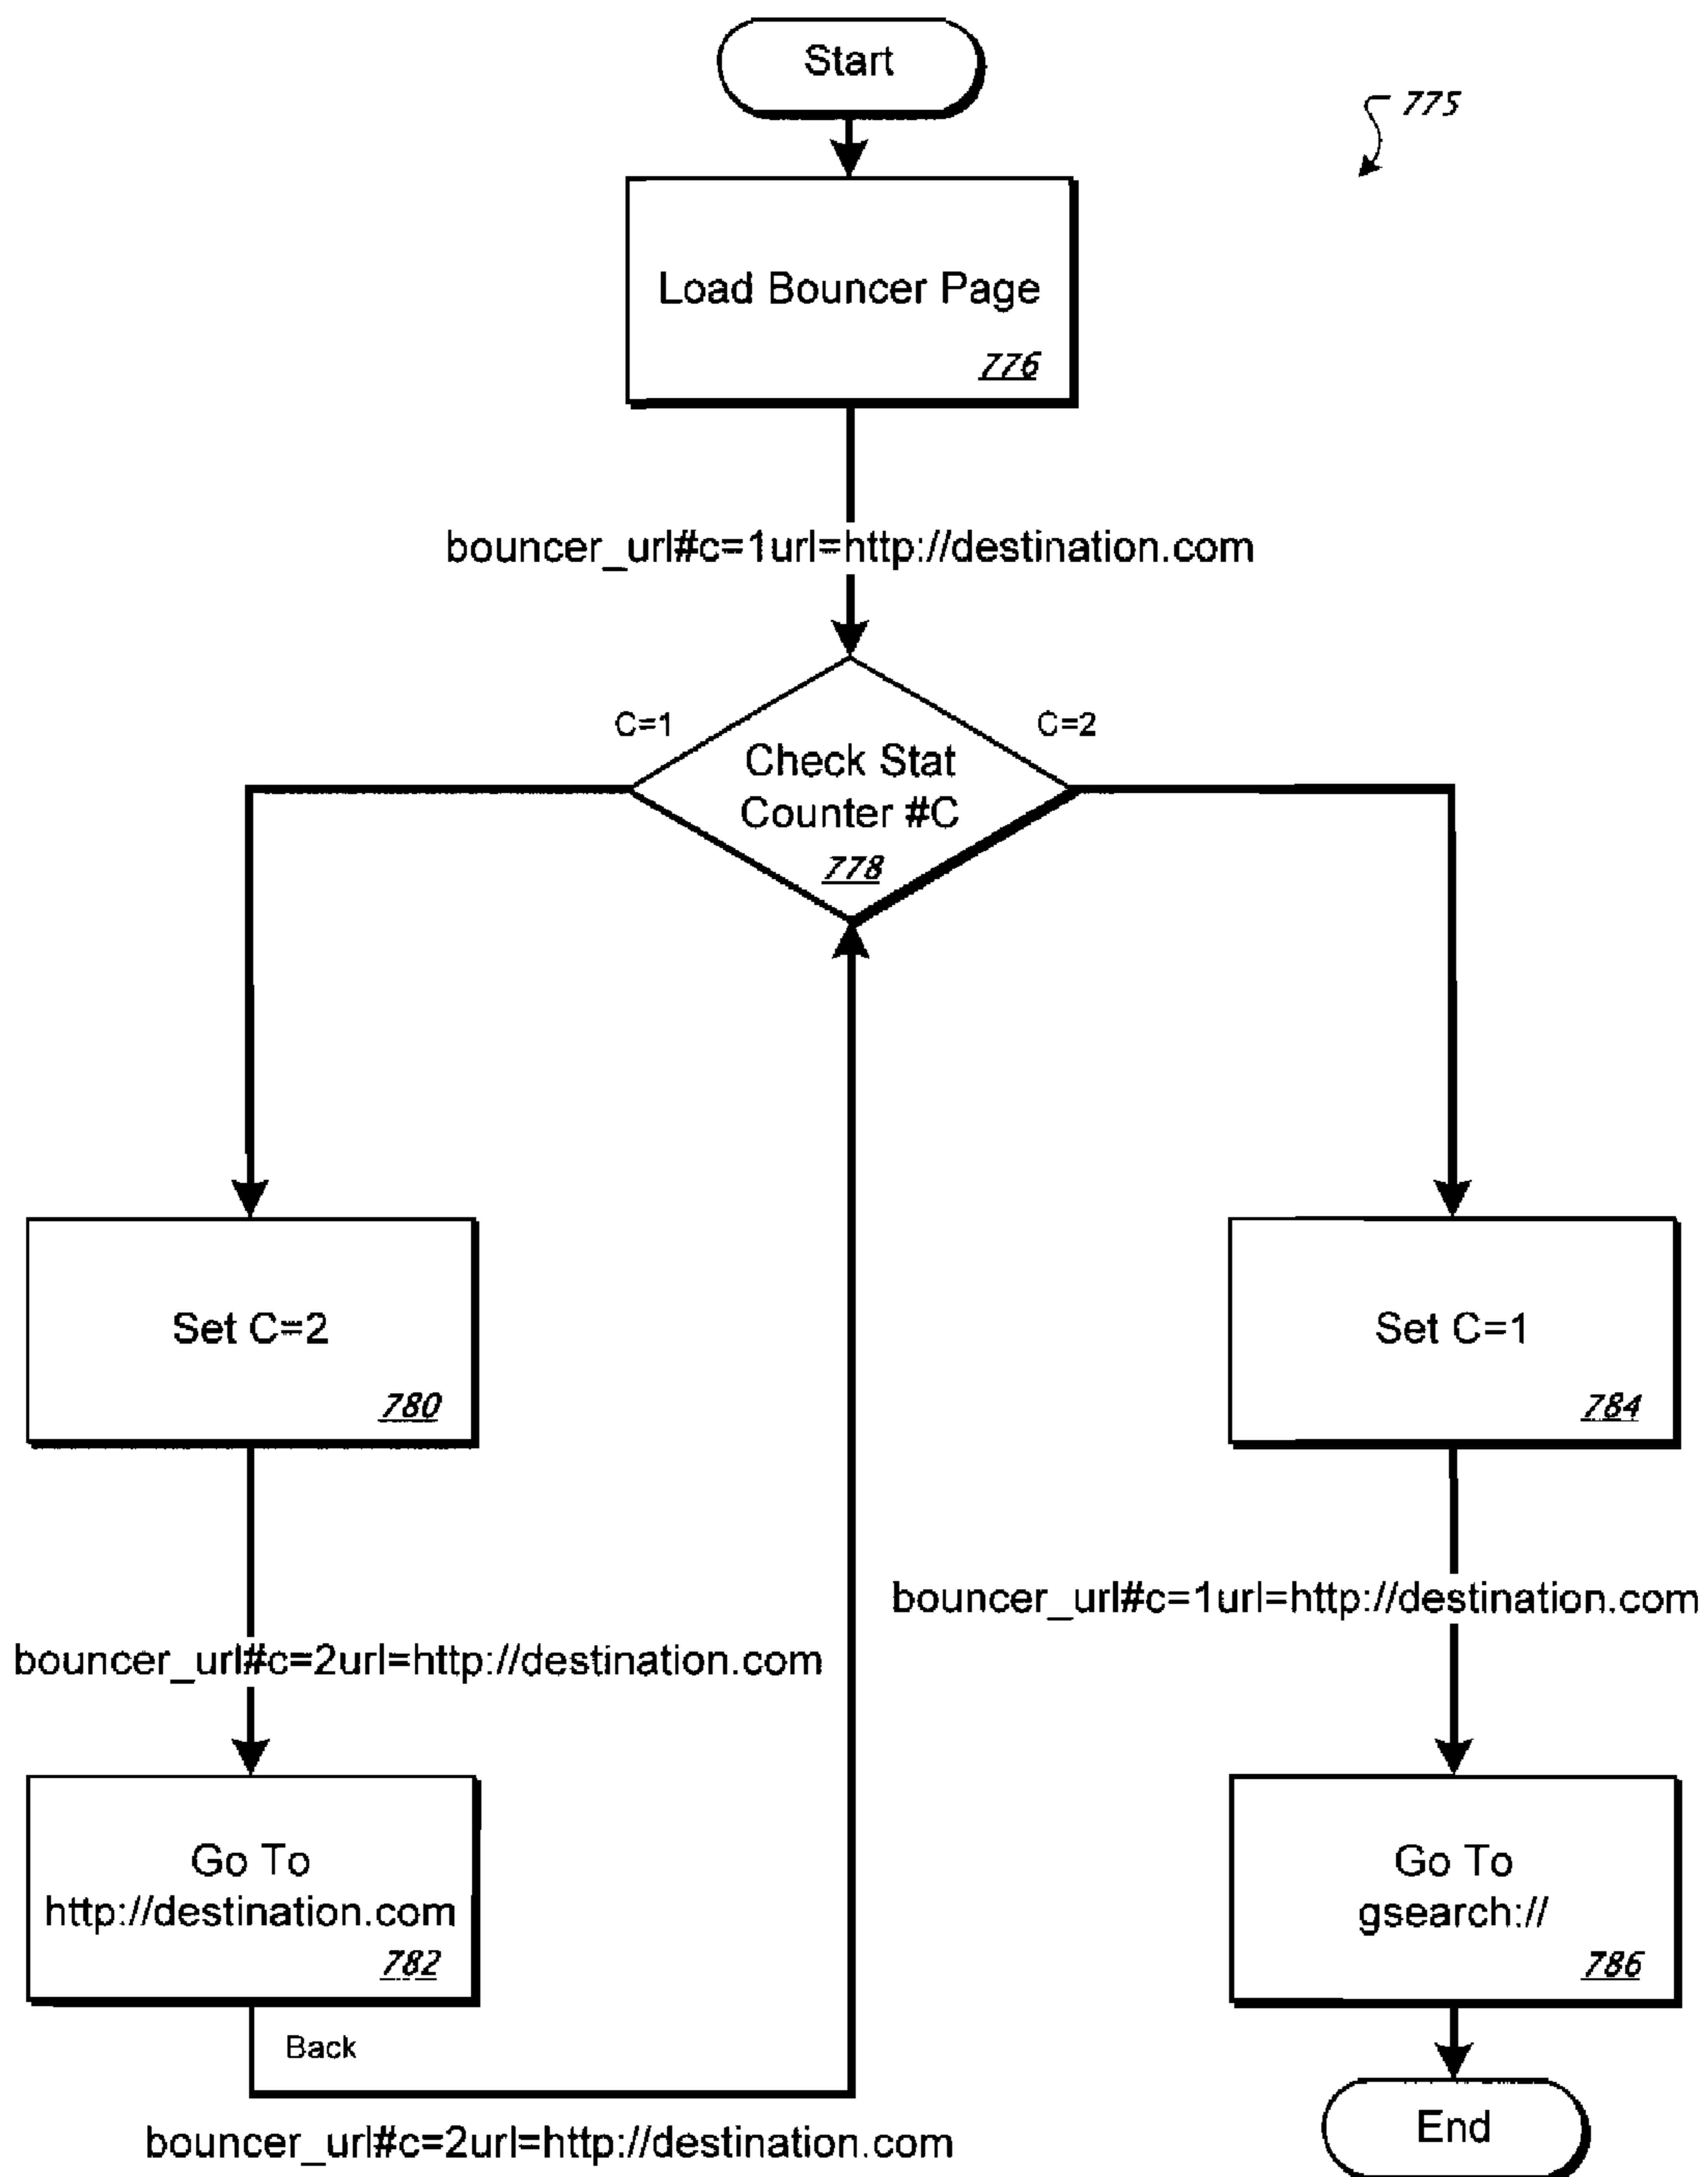 Start
775
Load Bouncer Page
776
bouncer_url#c=1url=http://destination.com
C=1
C=2
Check Stat
Counter #C
778
Set C=2
780
Set C=1
784
bouncer_url#c=1url=http://destination.com
bouncer_url#c=2url=http://destination.com
Go To
http://destination.com
782
Go To
gsearch://
786
Back
End
bouncer_url#c=2url=http://destination.com